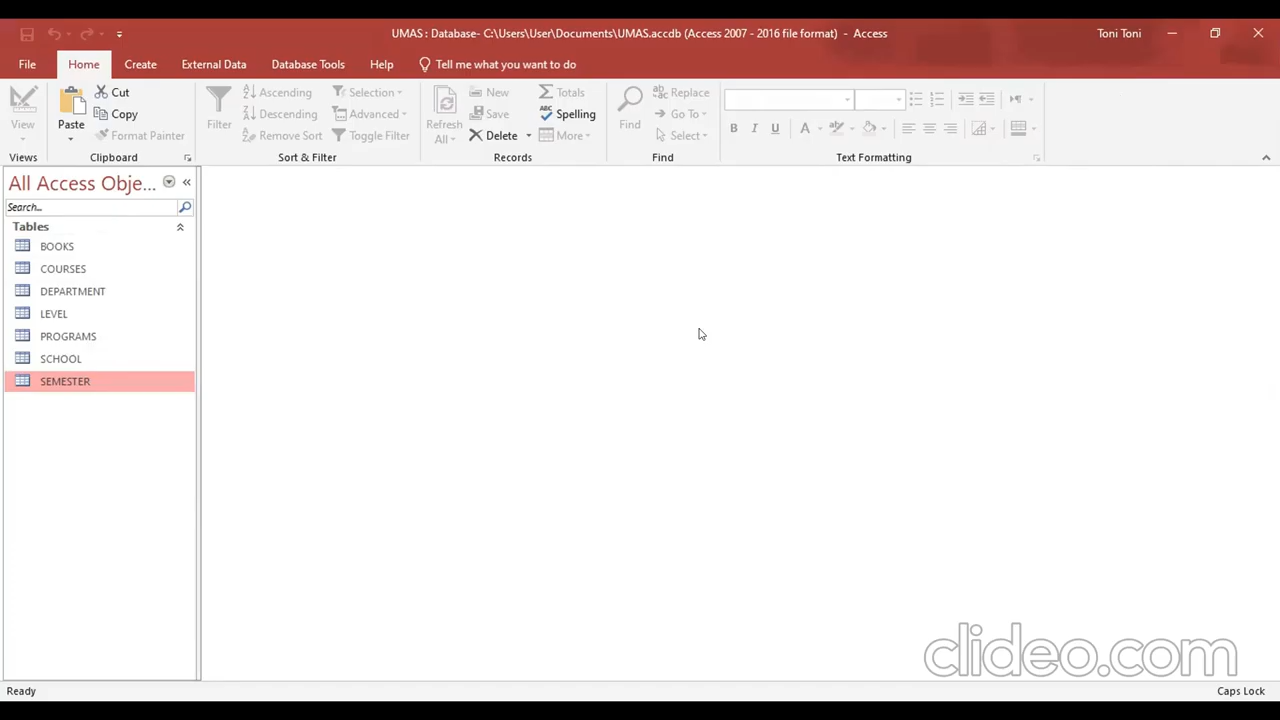 UMAS : Database- C:\Users\User\Documents\UMAS.accdb (Access 2007 - 2016 file format) - Access
Toni Toni
File Home Create External Data Database Tools Help Tell me what you want to do
View
Views
Paste
Cut
Copy
Format Painter
Clipboard
Filter
Ascending
Descending
Remove Sort
Selection
Advanced
Toggle Filter
Sort & Filter
Refresh
All
New
Save
Delete
Totals
Spelling
More
Records
Find
Replace
Go To
Select
Find
B I U A
Text Formatting
All Access Obje...
Search...
Tables
BOOKS
COURSES
DEPARTMENT
LEVEL
PROGRAMS
SCHOOL
SEMESTER
clideo.com
Ready
Caps Lock